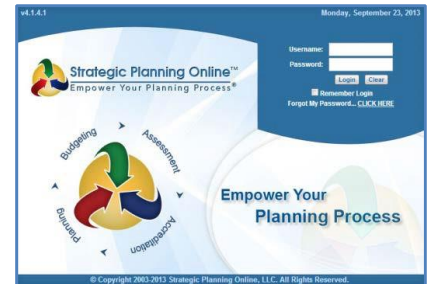 v4.1.4.1
Monday, September 23, 2013
Username:
Password:
Login Clear
Remember Login
Forgot My Password... CLICK HERE
Strategic Planning Online™
Empower Your Planning Process®
Budgeting
Assessment
Planning
Accreditation
Empower Your
Planning Process
© Copyright 2003-2013 Strategic Planning Online, LLC. All Rights Reserved.